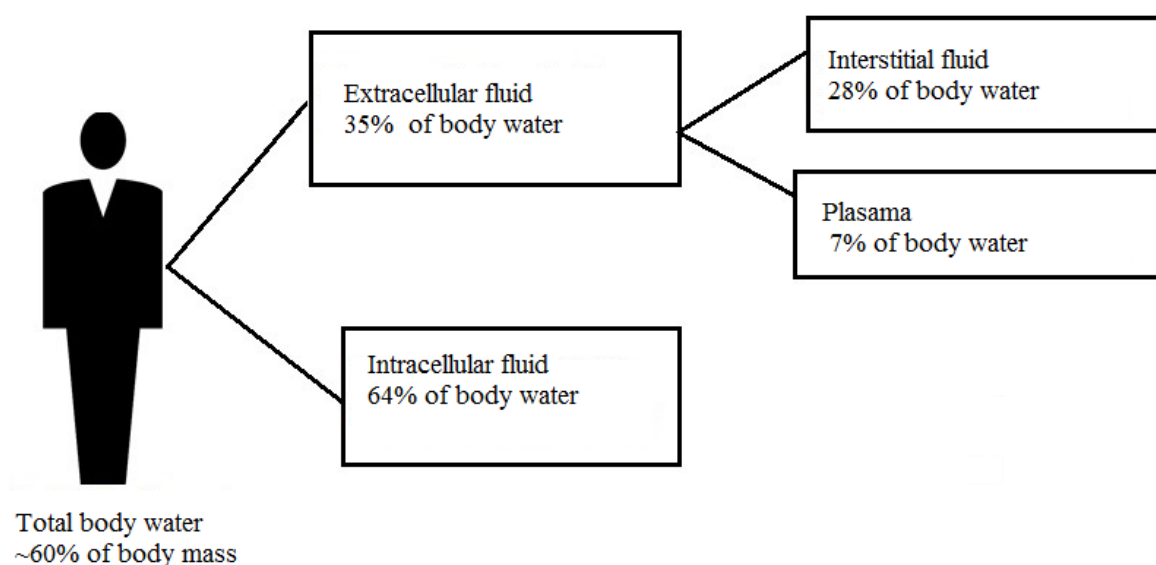 Extracellular fluid
35% of body water
Interstitial fluid
28% of body water
Plasama
7% of body water
Intracellular fluid
64% of body water
Total body water
~60% of body mass